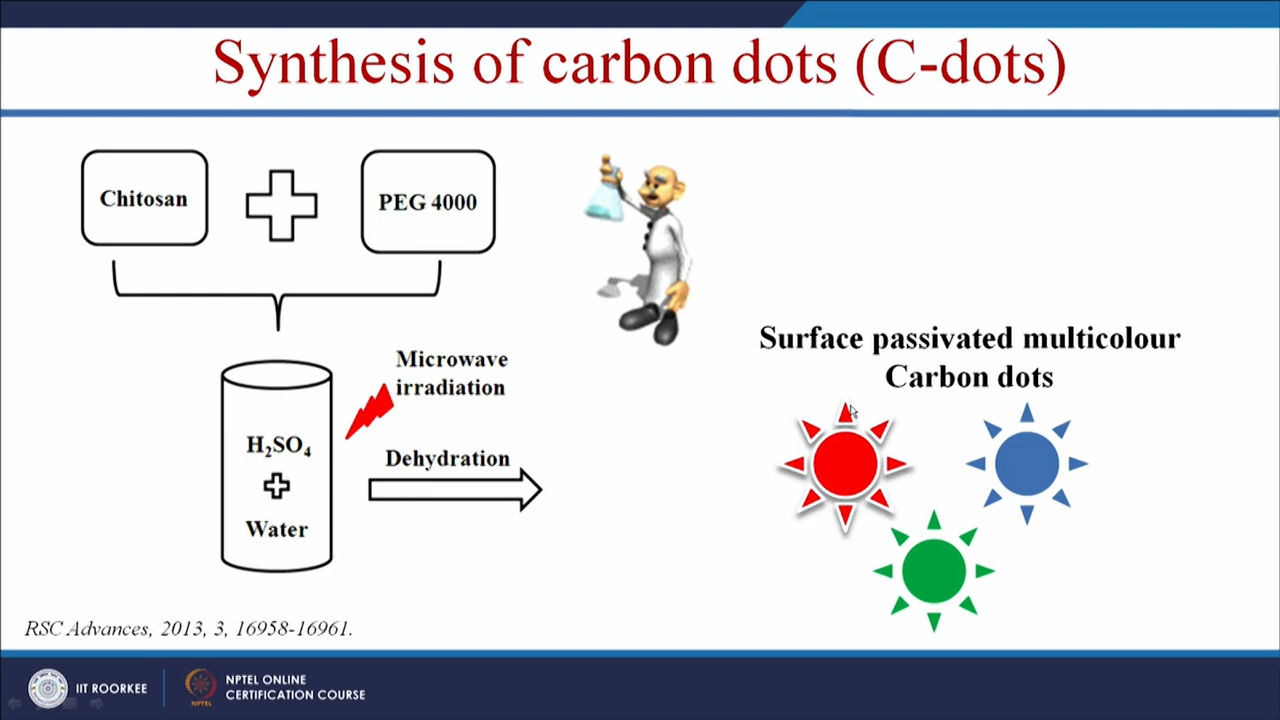 Synthesis of carbon dots (C-dots)
Chitosan
PEG 4000
Microwave
irradiation
H₂SO₄
Water
Dehydration
Surface passivated multicolour
Carbon dots
RSC Advances, 2013, 3, 16958-16961.
IIT ROORKEE
NPTEL
NPTEL ONLINE
CERTIFICATION COURSE